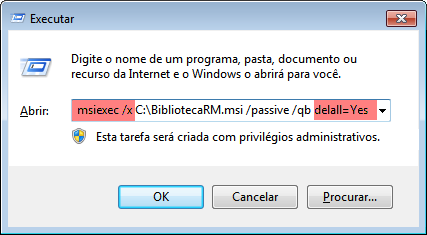 Executar
Digite o nome de um programa, pasta, documento ou
recurso da Internet e o Windows o abrirá para você.
Abrir: msiexec /x C:\BibliotecaRM.msi /passive /qb delall=Yes
Esta tarefa será criada com privilégios administrativos.
OK Cancelar Procurar...